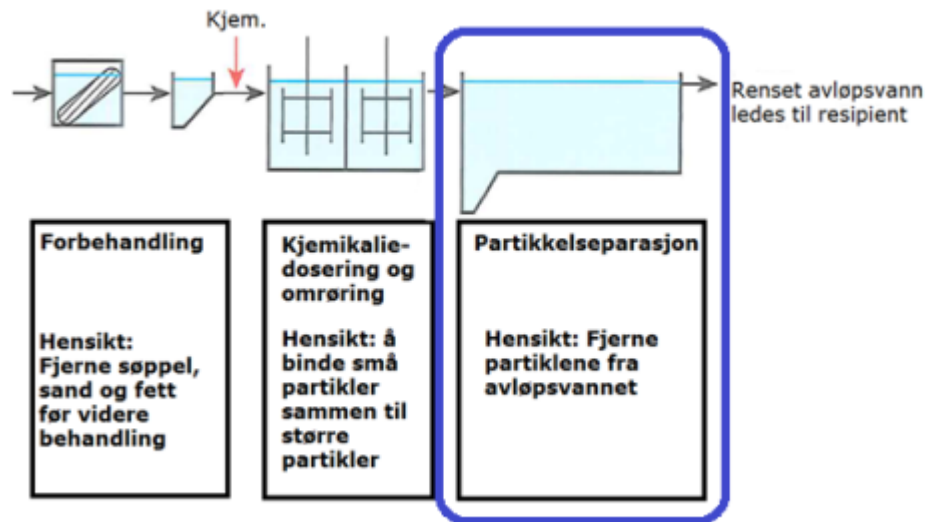 Kjem.
Renset avløpsvann
ledes til resipient
Forbehandling
Hensikt:
Fjerne søppel,
sand og fett
før videre
behandling
Kjemikalie-
dosering og
omrøring
Hensikt: å
binde små
partikler
sammen til
større
partikler
Partikkelseparasjon
Hensikt: Fjerne
partiklene fra
avløpsvannet